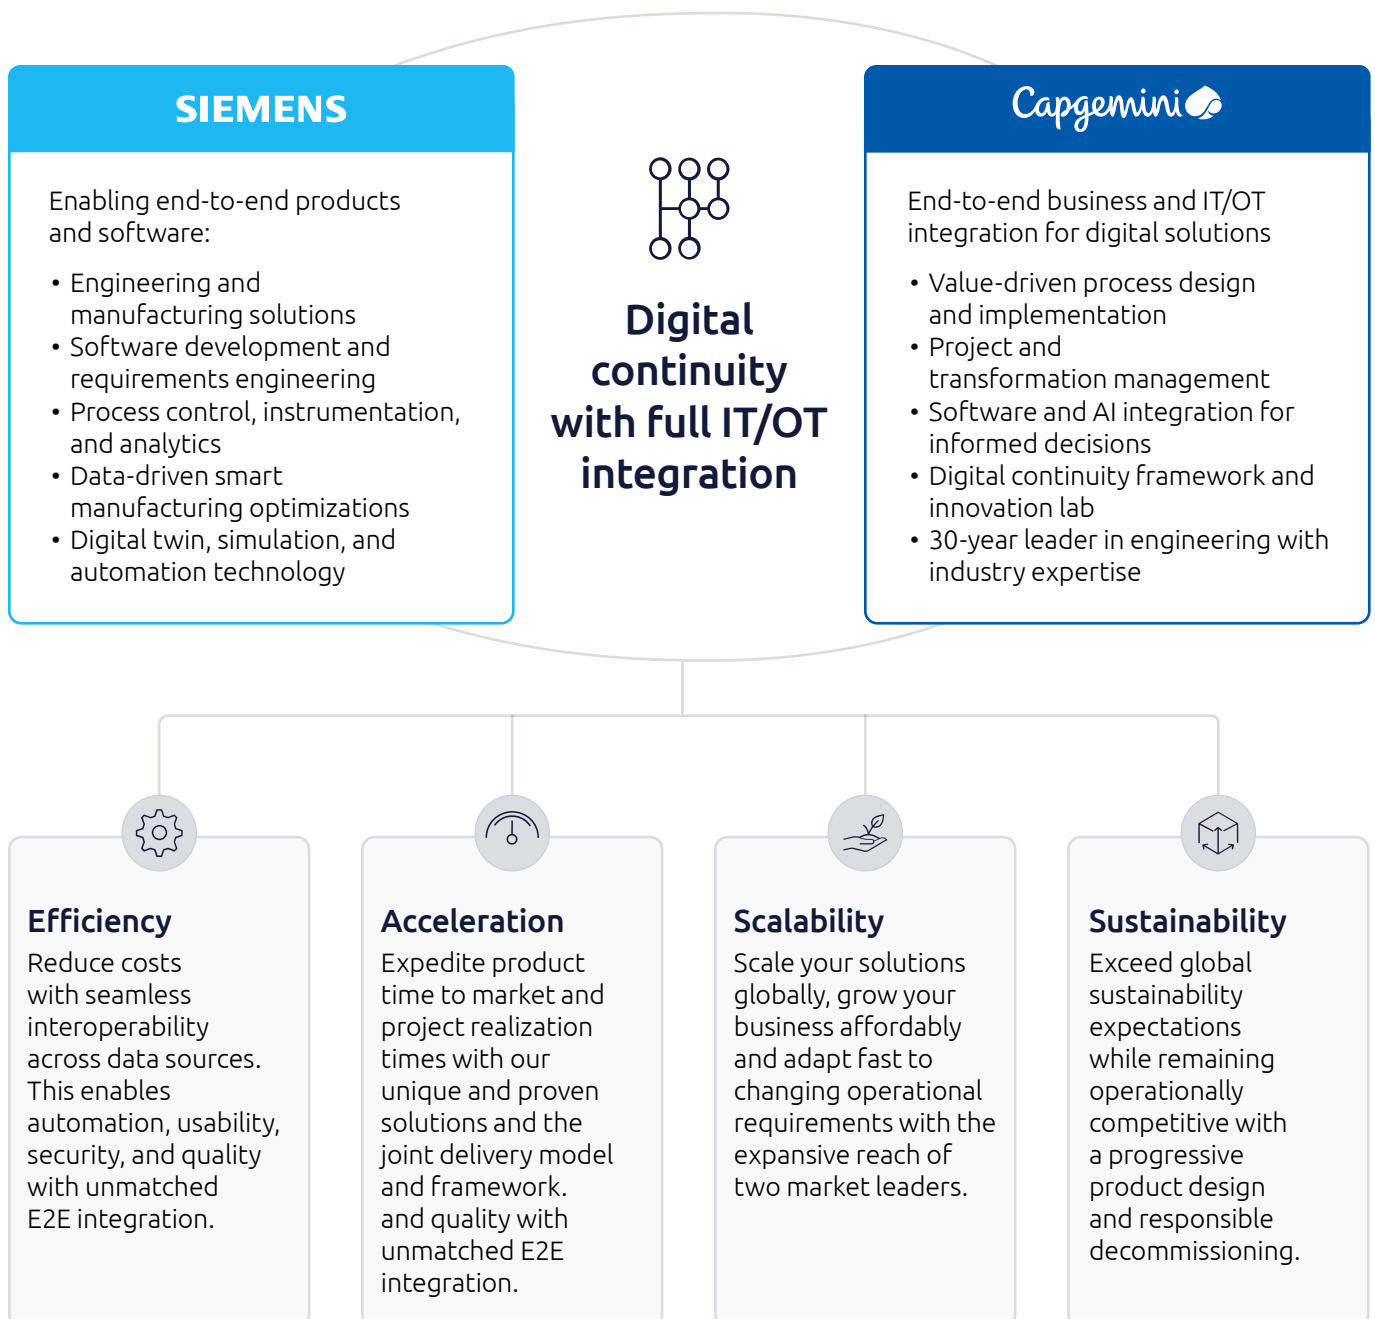 SIEMENS
Enabling end-to-end products
and software:
• Engineering and
manufacturing solutions
• Software development and
requirements engineering
• Process control, instrumentation,
and analytics
• Data-driven smart
manufacturing optimizations
• Digital twin, simulation, and
automation technology
Digital
continuity
with full IT/OT
integration
Capgemini
End-to-end business and IT/OT
integration for digital solutions
• Value-driven process design
and implementation
• Project and
transformation management
• Software and AI integration for
informed decisions
• Digital continuity framework and
innovation lab
• 30-year leader in engineering with
industry expertise
Efficiency
Reduce costs
with seamless
interoperability
across data sources.
This enables
automation, usability,
security, and quality
with unmatched
E2E integration.
Acceleration
Expedite product
time to market and
project realization
times with our
unique and proven
solutions and the
joint delivery model
and framework.
and quality with
unmatched E2E
integration.
Scalability
Scale your solutions
globally, grow your
business affordably
and adapt fast to
changing operational
requirements with the
expansive reach of
two market leaders.
Sustainability
Exceed global
sustainability
expectations
while remaining
operationally
competitive with
a progressive
product design
and responsible
decommissioning.